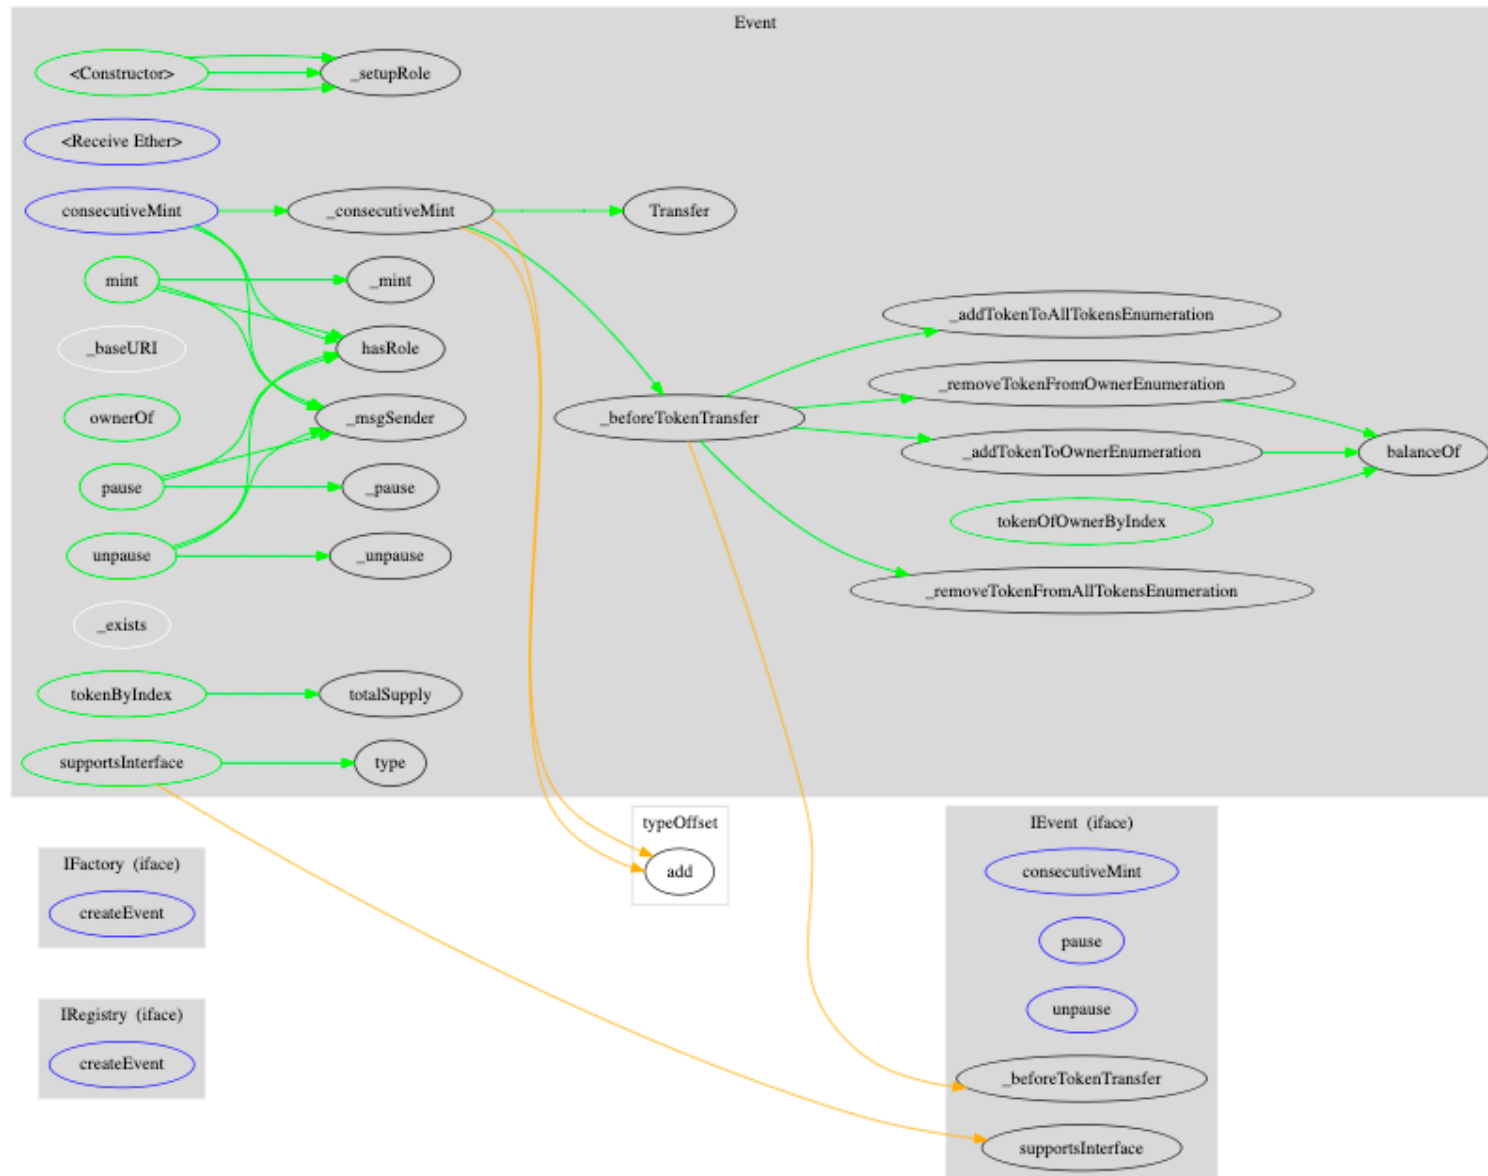 Event
<Constructor>
_setupRole
<Receive Ether>
consecutiveMint
_consecutiveMint
Transfer
mint
_mint
_addTokenToAllTokensEnumeration
_baseURI
hasRole
_removeTokenFromOwnerEnumeration
ownerOf
_msgSender
_beforeTokenTransfer
_addTokenToOwnerEnumeration
balanceOf
pause
_pause
tokenOfOwnerByIndex
unpause
_unpause
_removeTokenFromAllTokensEnumeration
_exists
tokenByIndex
totalSupply
supportsInterface
type
typeOffset
add
IEvent (iface)
consecutiveMint
pause
unpause
_beforeTokenTransfer
supportsInterface
IFactory (iface)
createEvent
IRegistry (iface)
createEvent